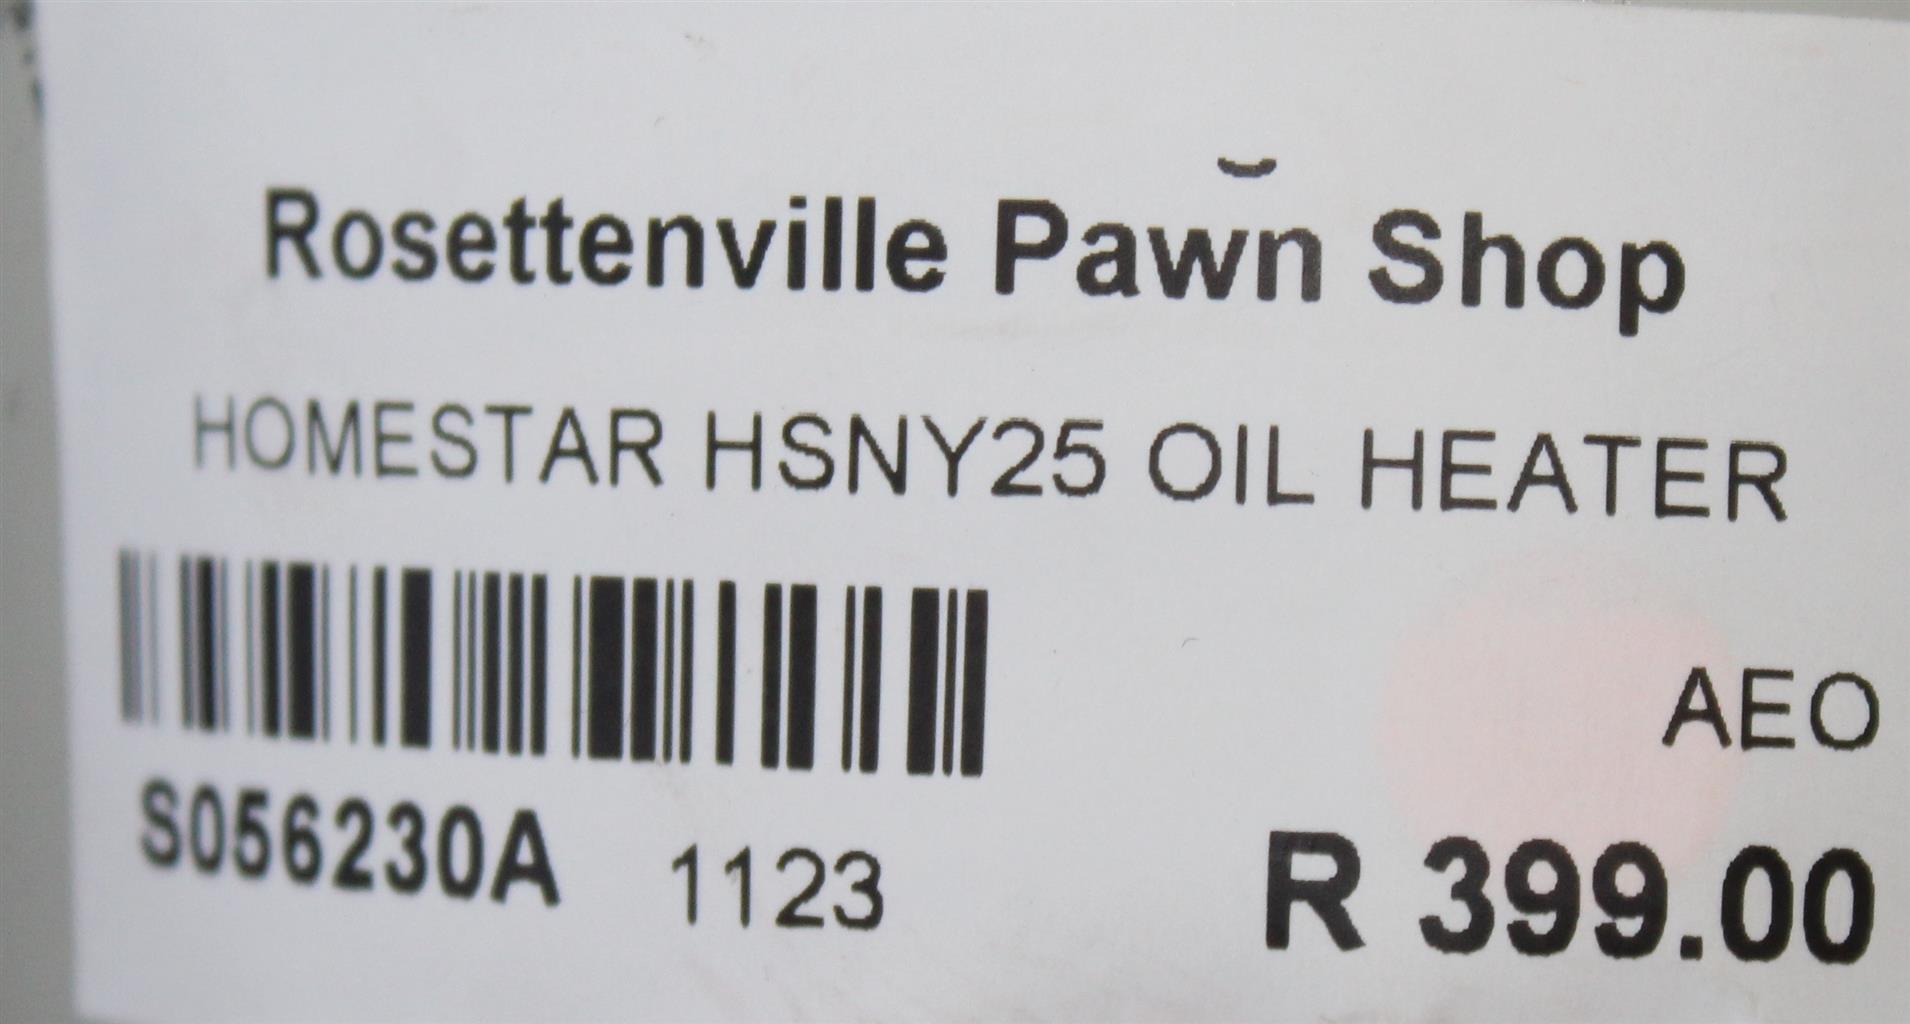 Rosettenville Pawn Shop
HOMESTAR HSNY25 OIL HEATER
AEO
S056230A 1123
R 399.00